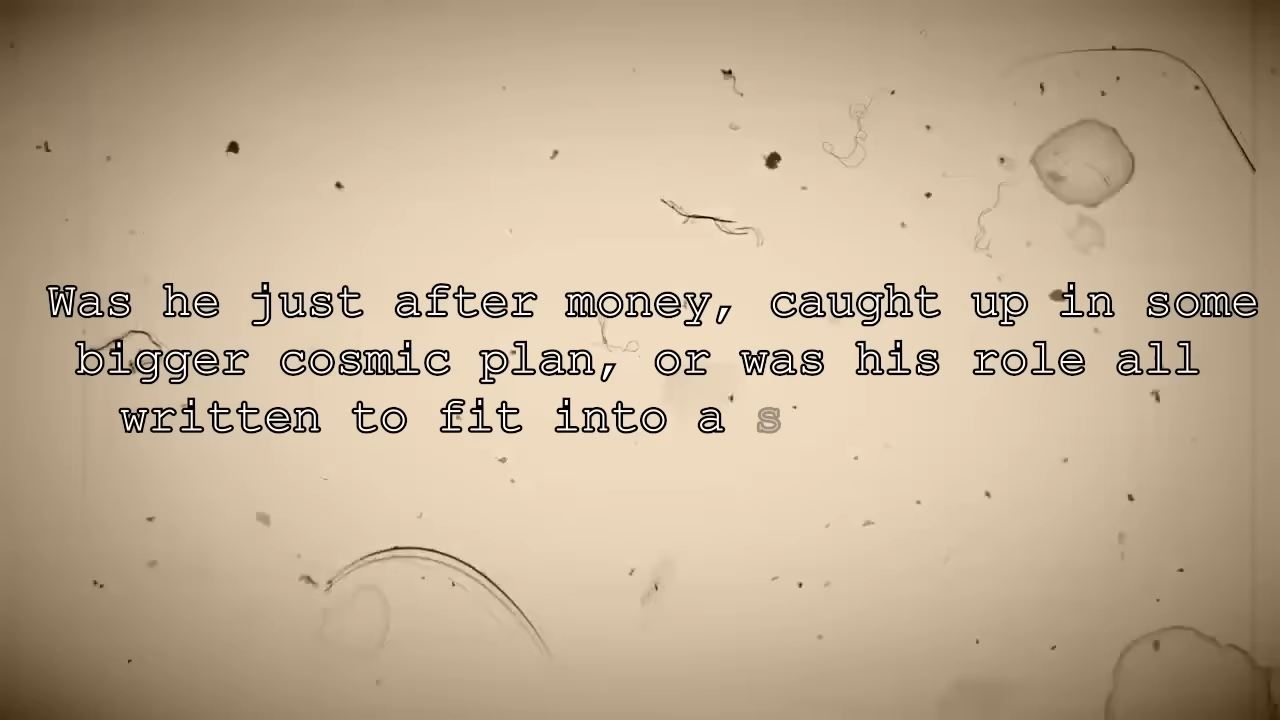 Was he just after money, caught up in some
bigger cosmic plan, or was his role all
written to fit into a s